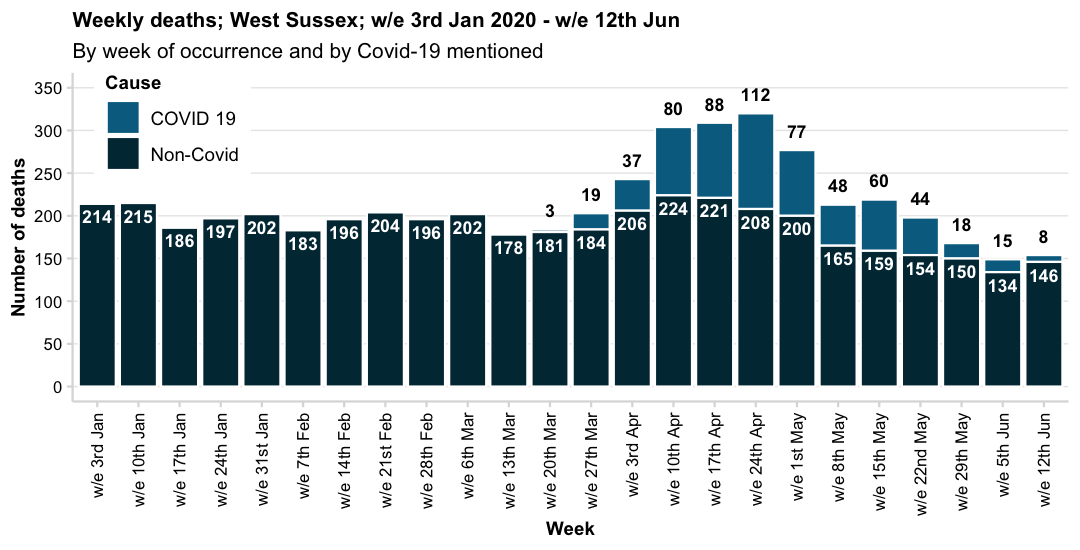 Weekly deaths; West Sussex; w/e 3rd Jan 2020 - w/e 12th Jun
By week of occurrence and by Covid-19 mentioned
Cause
COVID 19
Non-Covid
Number of deaths
350
300
250
200
150
100
50
0
3 19 37 80 88 112 77 48 60 44 18 15 8
214 215 186 197 202 183 196 204 196 202 178 181 184 206 224 221 208 200 165 159 154 150 134 146
w/e 3rd Jan
w/e 10th Jan
w/e 17th Jan
w/e 24th Jan
w/e 31st Jan
w/e 7th Feb
w/e 14th Feb
w/e 21st Feb
w/e 28th Feb
w/e 6th Mar
w/e 13th Mar
w/e 20th Mar
w/e 27th Mar
w/e 3rd Apr
w/e 10th Apr
w/e 17th Apr
w/e 24th Apr
w/e 1st May
w/e 8th May
w/e 15th May
w/e 22nd May
w/e 29th May
w/e 5th Jun
w/e 12th Jun
Week